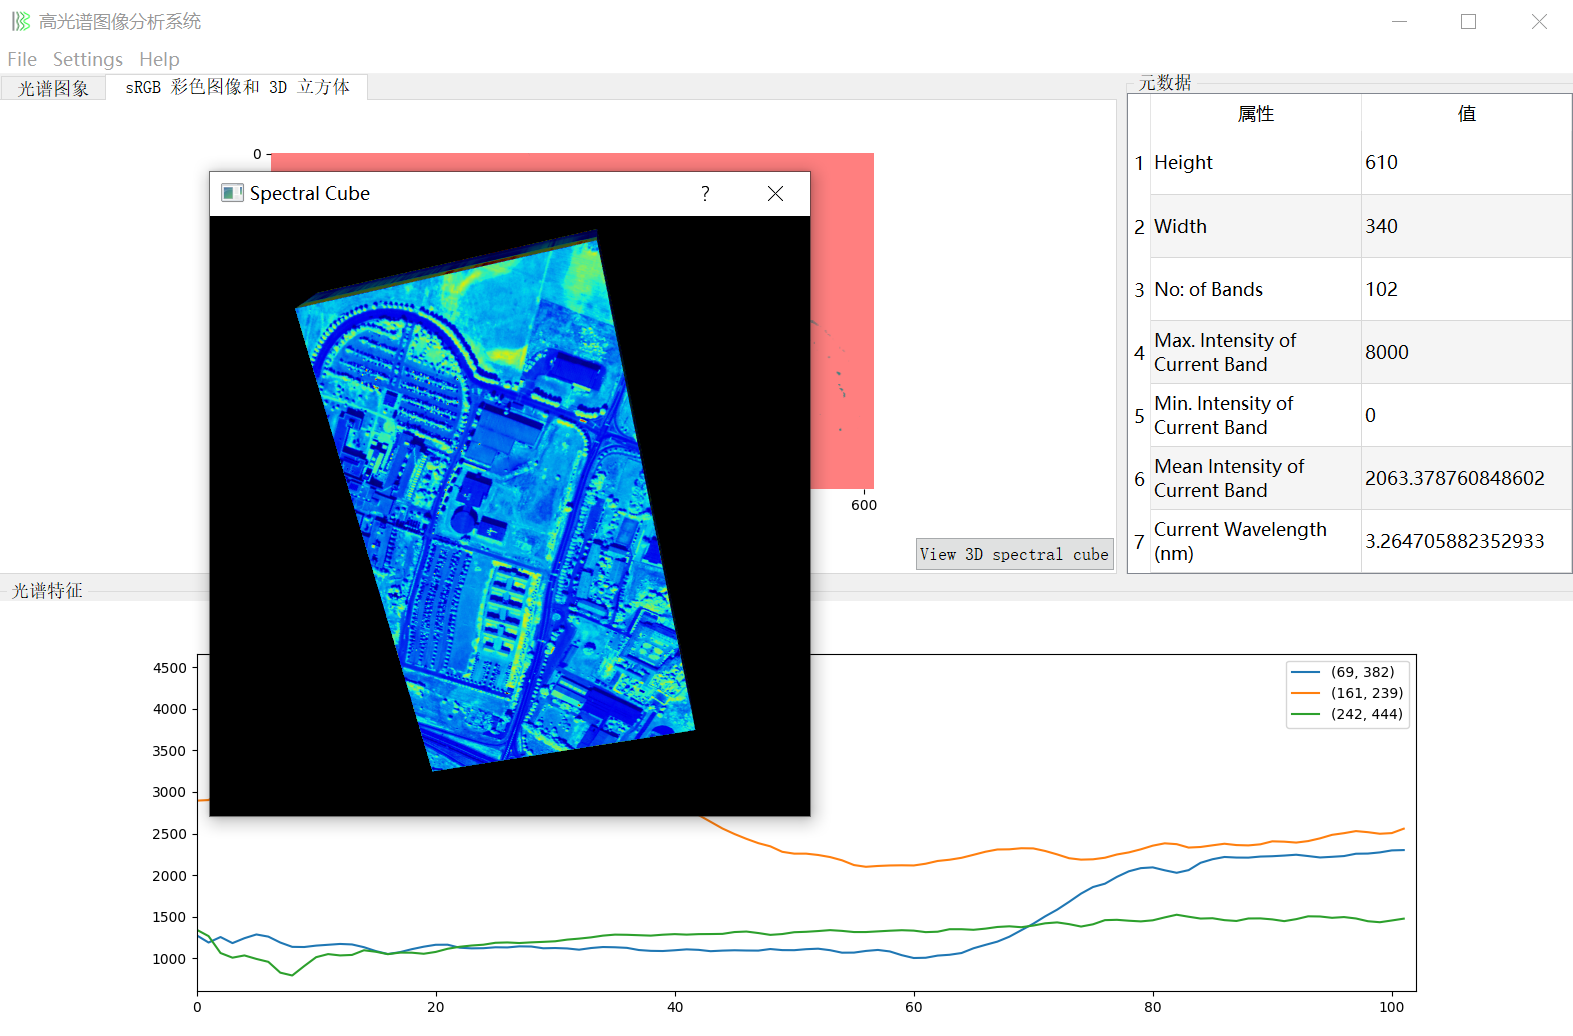 高光谱图像分析系统
File Settings Help
光谱图象 sRGB 彩色图像和 3D 立方体
0
600
Spectral Cube ?
View 3D spectral cube
元数据
属性 值
1 Height 610
2 Width 340
3 No: of Bands 102
4 Max. Intensity of
Current Band 8000
5 Min. Intensity of
Current Band 0
6 Mean Intensity of
Current Band 2063.378760848602
7 Current Wavelength
(nm) 3.264705882352933
光谱特征
4500
4000
3500
3000
2500
2000
1500
1000
0 20 40 60 80 100
(69, 382)
(161, 239)
(242, 444)